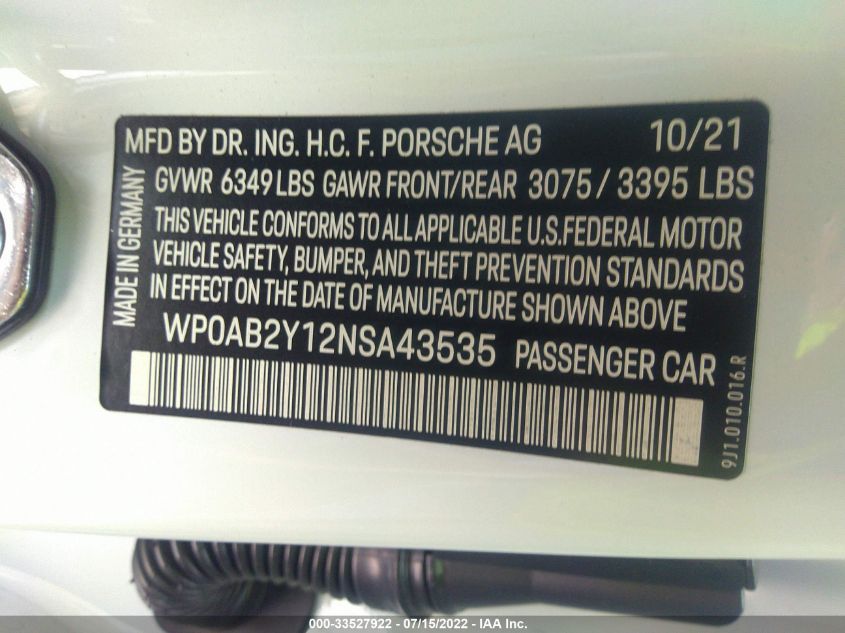 MFD BY DR. ING. H.C. F. PORSCHE AG 10/21
GVWR 6349 LBS GAWR FRONT/REAR 3075 / 3395 LBS
THIS VEHICLE CONFORMS TO ALL APPLICABLE U.S.FEDERAL MOTOR
VEHICLE SAFETY, BUMPER, AND THEFT PREVENTION STANDARDS
IN EFFECT ON THE DATE OF MANUFACTURE SHOWN ABOVE
MADE IN GERMANY
WP0AB2Y12NSA43535 PASSENGER CAR
9J1.010.016.R
000-33527922 - 07/15/2022 - IAA Inc.